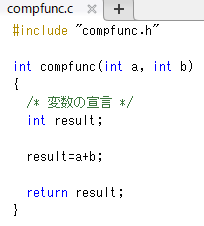 compfunc.c
#include "compfunc.h"
int compfunc(int a, int b)
{
/* 変数の宣言 */
int result;
result=a+b;
return result;
}